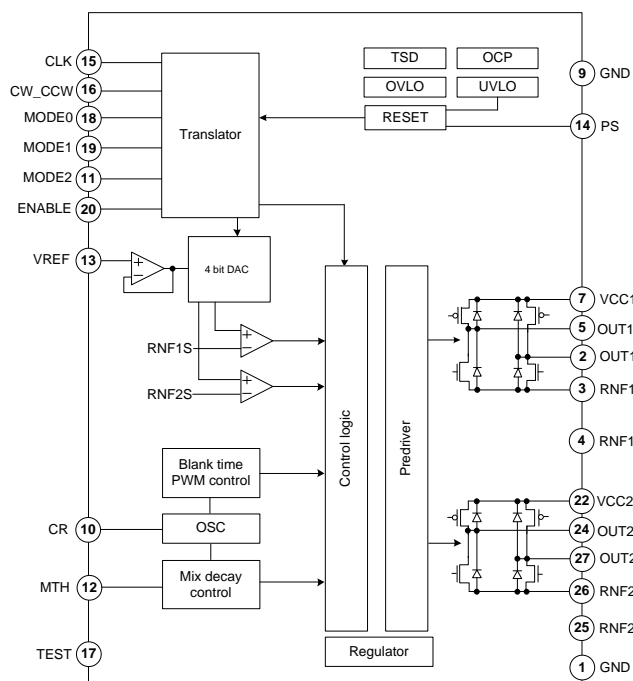 CLK 15
CW_CCW 16
MODE0 18
MODE1 19
MODE2 11
ENABLE 20
VREF 13
CR 10
MTH 12
TEST 17
Translator
TSD
OCP
OVLO
UVLO
RESET
4 bit DAC
RNF1S
RNF2S
Blank time
PWM control
OSC
Mix decay
control
Control logic
Predriver
Regulator
9 GND
14 PS
7 VCC1
5 OUT1
2 OUT1
3 RNF1
4 RNF1
22 VCC2
24 OUT2
27 OUT2
26 RNF2
25 RNF2
1 GND